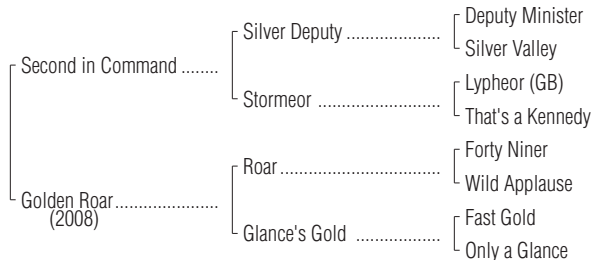 Deputy Minister
Silver Deputy ....................
Silver Valley
Second in Command ........
Lypheor (GB)
Stormeor ..........................
That's a Kennedy
Forty Niner
Roar ..................................
Wild Applause
Golden Roar ......................
(2008)
Fast Gold
Glance's Gold ..................
Only a Glance